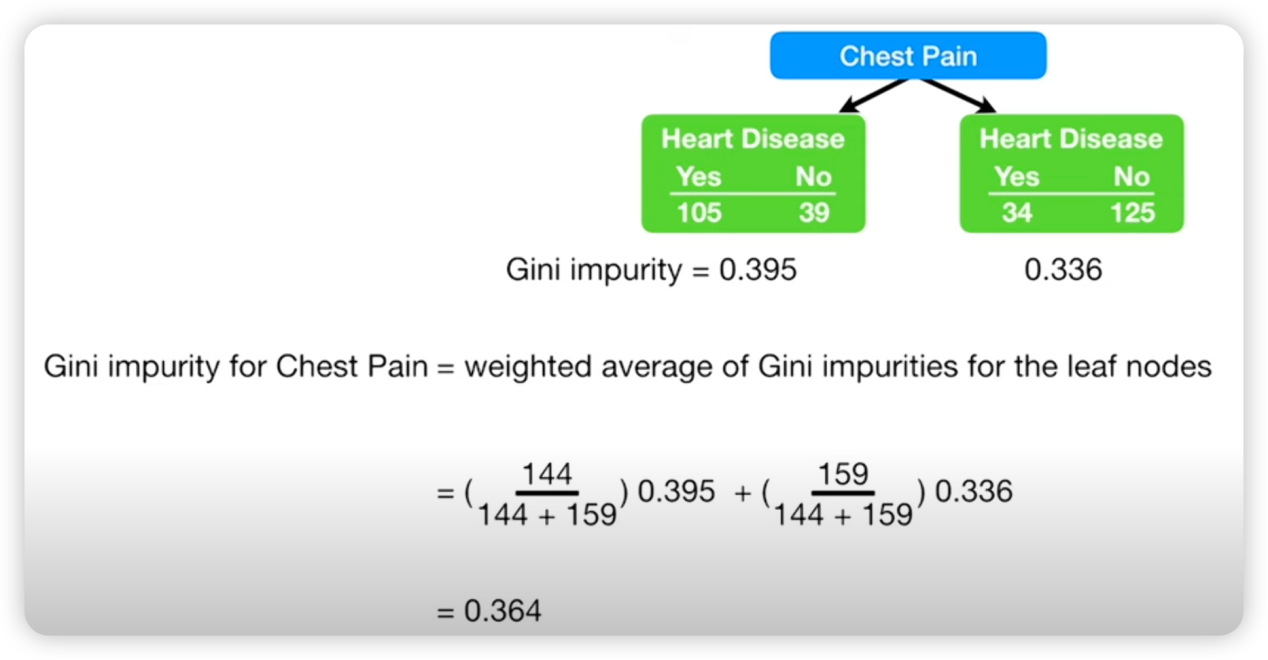 Chest Pain
Heart Disease
Yes No
105 39
Heart Disease
Yes No
34 125
Gini impurity = 0.395
0.336
Gini impurity for Chest Pain = weighted average of Gini impurities for the leaf nodes
= ( 144 / 144 + 159 ) 0.395 + ( 159 / 144 + 159 ) 0.336
= 0.364